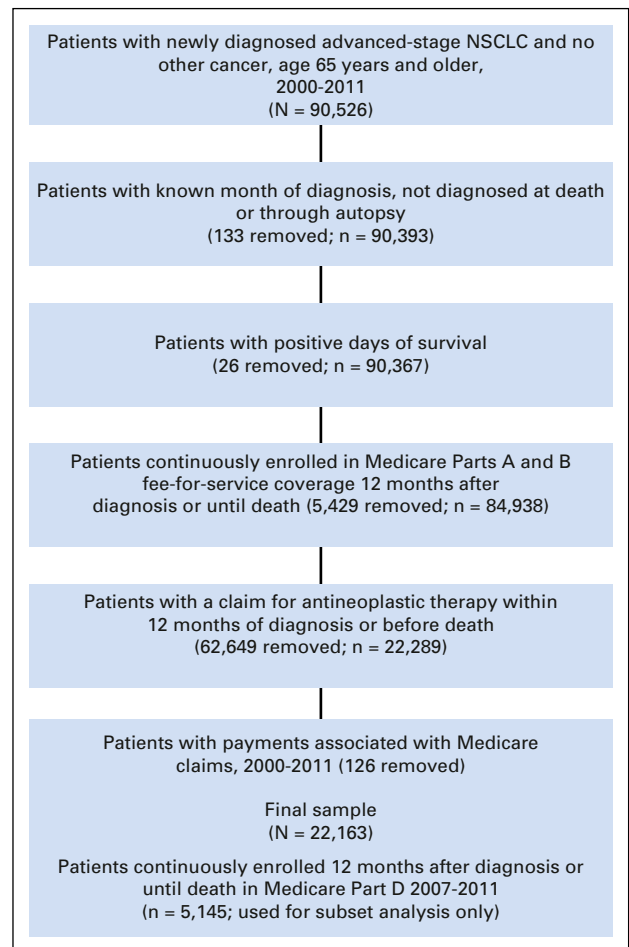 Patients with newly diagnosed advanced-stage NSCLC and no
other cancer, age 65 years and older,
2000-2011
(N = 90,526)
Patients with known month of diagnosis, not diagnosed at death
or through autopsy
(133 removed; n = 90,393)
Patients with positive days of survival
(26 removed; n = 90,367)
Patients continuously enrolled in Medicare Parts A and B
fee-for-service coverage 12 months after
diagnosis or until death (5,429 removed; n = 84,938)
Patients with a claim for antineoplastic therapy within
12 months of diagnosis or before death
(62,649 removed; n = 22,289)
Patients with payments associated with Medicare
claims, 2000-2011 (126 removed)
Final sample
(N = 22,163)
Patients continuously enrolled 12 months after diagnosis or
until death in Medicare Part D 2007-2011
(n = 5,145; used for subset analysis only)